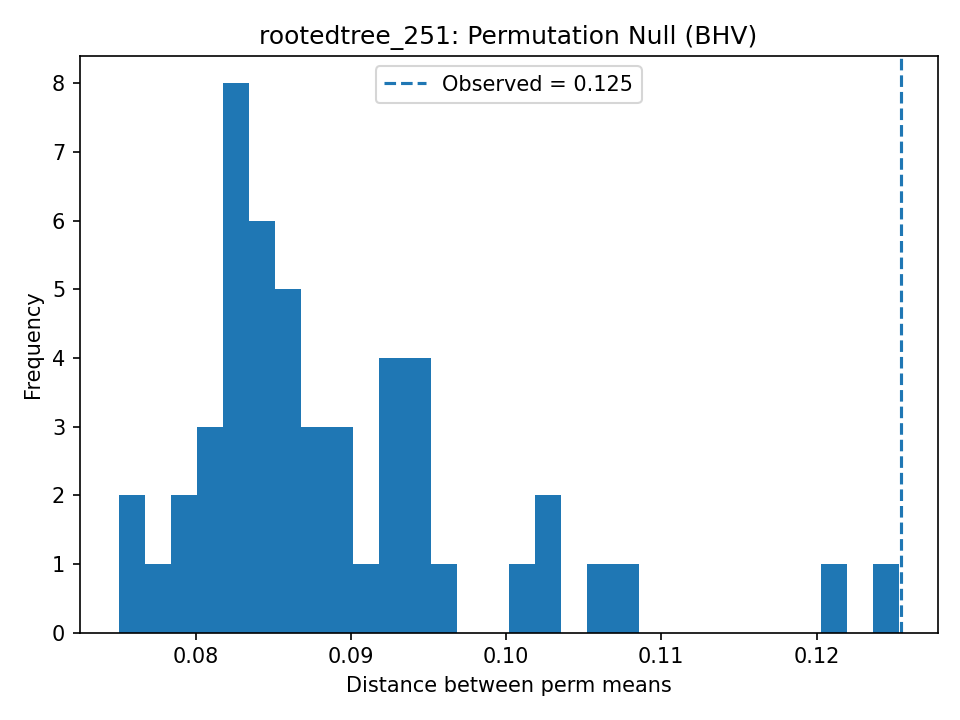 rootedtree_251: Permutation Null (BHV)
Observed = 0.125
8
7
6
5
4
3
2
1
0
Frequency
0.08 0.09 0.10 0.11 0.12
Distance between perm means